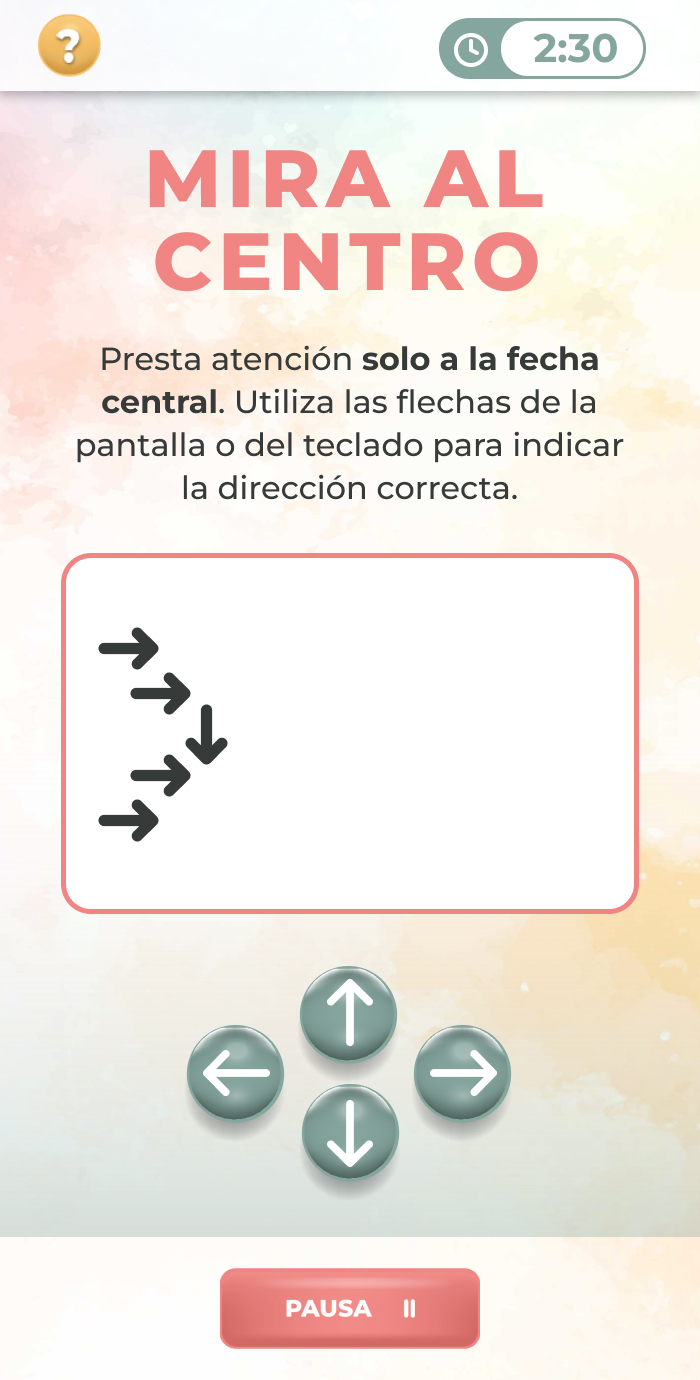 ?
2:30
MIRA AL
CENTRO
Presta atención solo a la fecha
central. Utiliza las flechas de la
pantalla o del teclado para indicar
la dirección correcta.
PAUSA